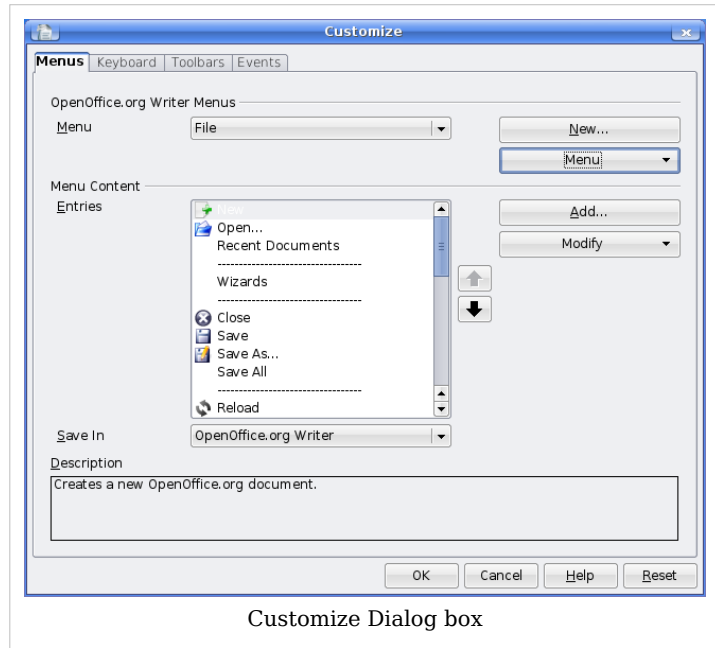 Customize
Menus Keyboard Toolbars Events
OpenOffice.org Writer Menus
Menu File New...
Menu
Menu Content
Entries New Add...
Open... Modify
Recent Documents
---------------------------------
Wizards
---------------------------------
Close
Save
Save As...
Save All
---------------------------------
Reload
Save In OpenOffice.org Writer
Description
Creates a new OpenOffice.org document.
OK Cancel Help Reset
Customize Dialog box